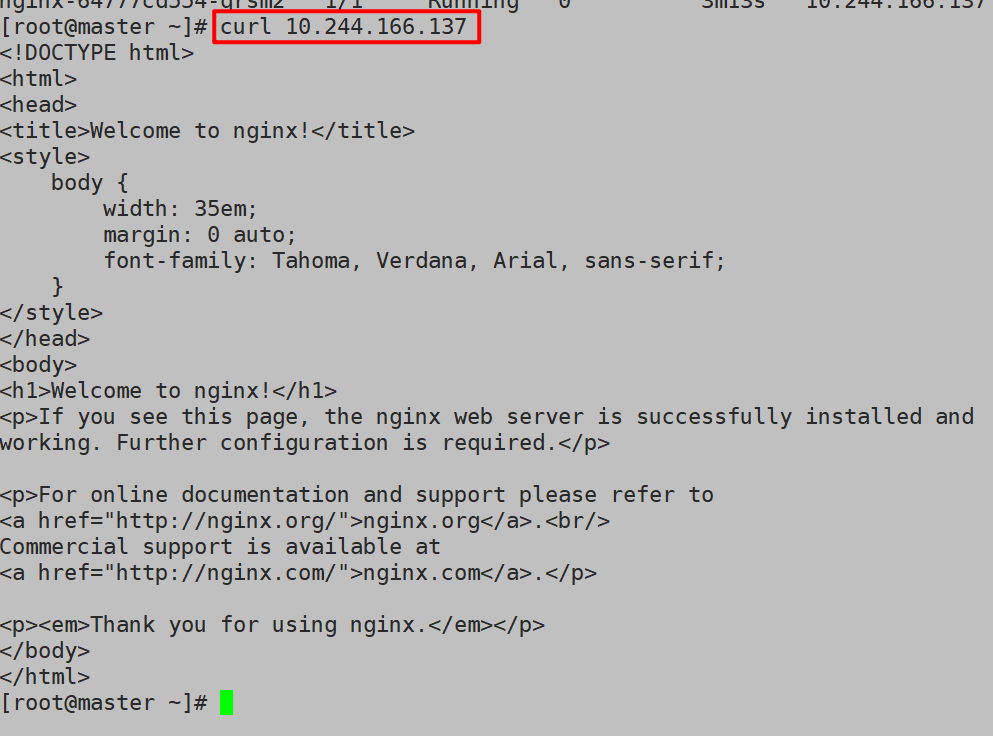 nginx-64777cd554-qrsm2   1/1     Running   0          3m13s   10.244.166.137
[root@master ~]# curl 10.244.166.137
<!DOCTYPE html>
<html>
<head>
<title>Welcome to nginx!</title>
<style>
    body {
        width: 35em;
        margin: 0 auto;
        font-family: Tahoma, Verdana, Arial, sans-serif;
    }
</style>
</head>
<body>
<h1>Welcome to nginx!</h1>
<p>If you see this page, the nginx web server is successfully installed and
working. Further configuration is required.</p>

<p>For online documentation and support please refer to
<a href="http://nginx.org/">nginx.org</a>.<br/>
Commercial support is available at
<a href="http://nginx.com/">nginx.com</a>.</p>

<p><em>Thank you for using nginx.</em></p>
</body>
</html>
[root@master ~]#